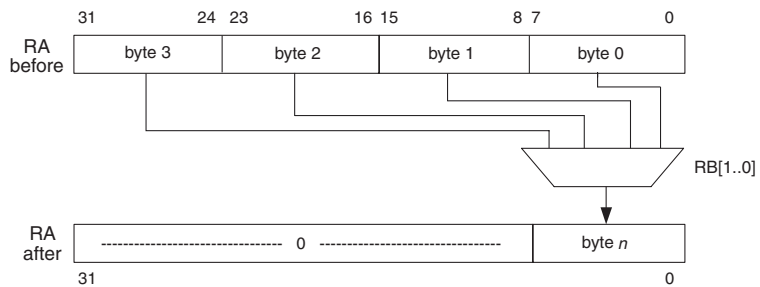 31 24 23 16 15 8 7 0
RA before byte 3 byte 2 byte 1 byte 0
RB[1..0]
RA after 0 byte n
31 0